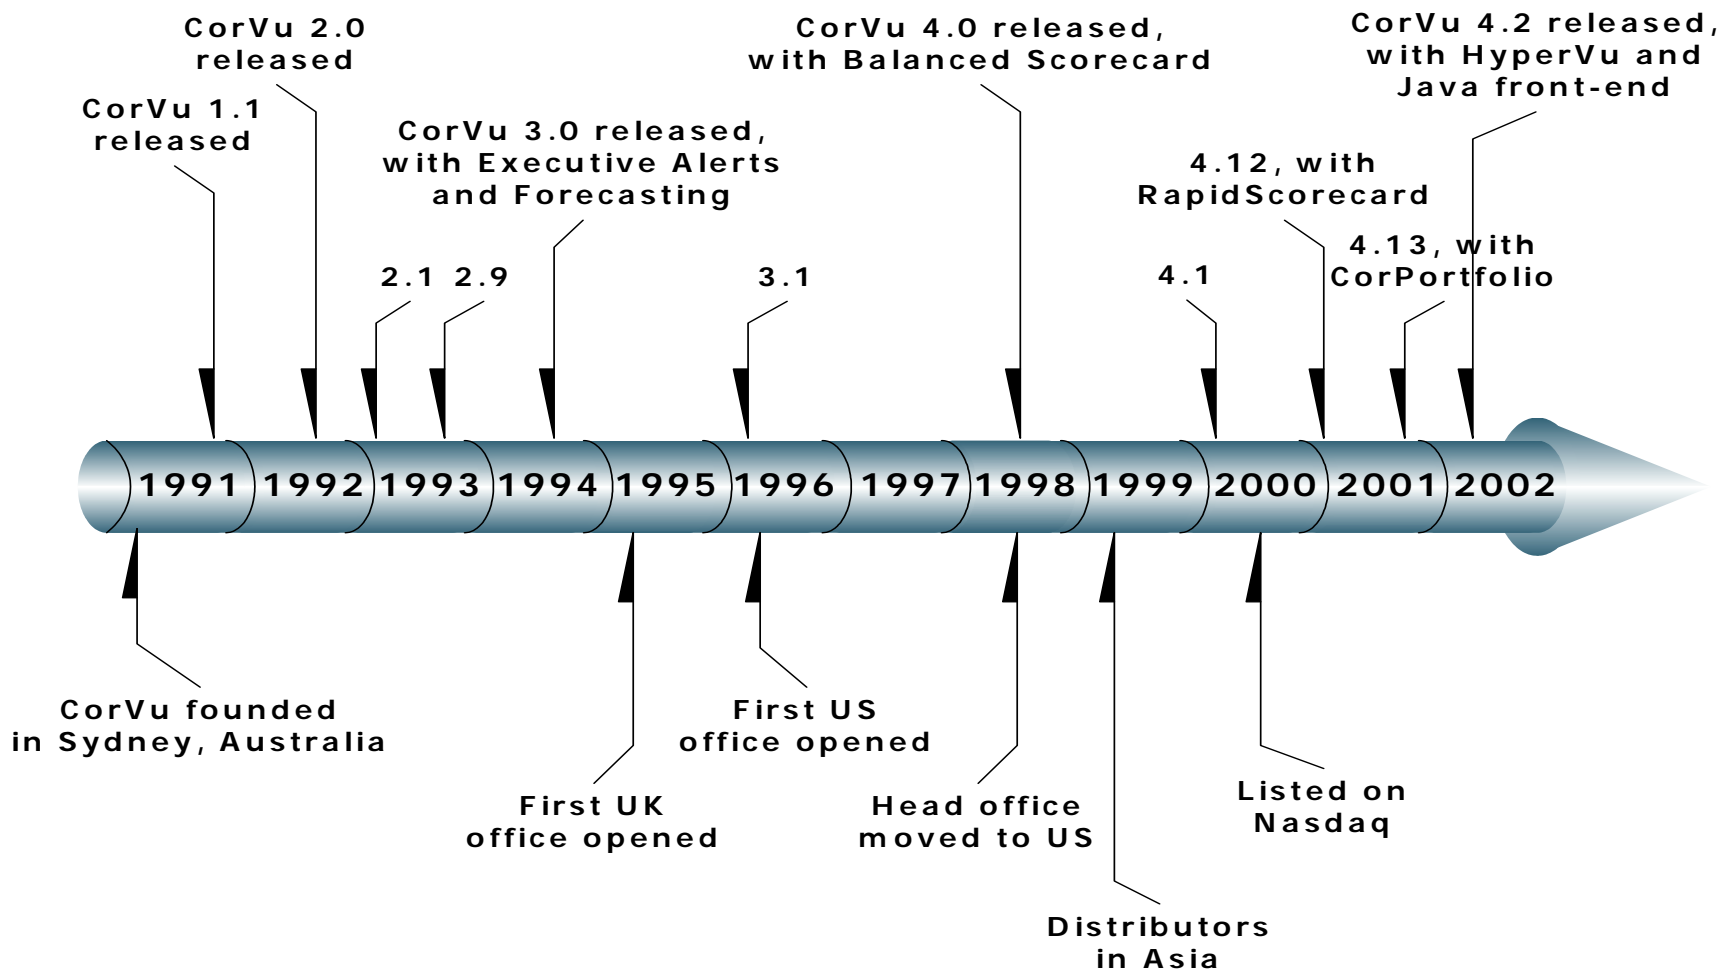 CorVu 2.0
released
CorVu 4.0 released,
with Balanced Scorecard
CorVu 4.2 released,
with HyperVu and
Java front-end
CorVu 1.1
released
CorVu 3.0 released,
with Executive Alerts
and Forecasting
4.12, with
RapidScorecard
4.13, with
CorPortfolio
2.1
2.9
3.1
4.1
1991
1992
1993
1994
1995
1996
1997
1998
1999
2000
2001
2002
CorVu founded
in Sydney, Australia
First US
office opened
First UK
office opened
Head office
moved to US
Listed on
Nasdaq
Distributors
in Asia